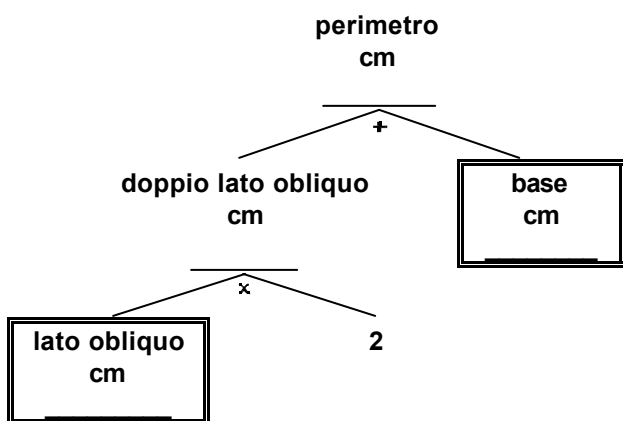 perimetro
cm
+
doppio lato obliquo
cm
base
cm
x
lato obliquo
cm
2